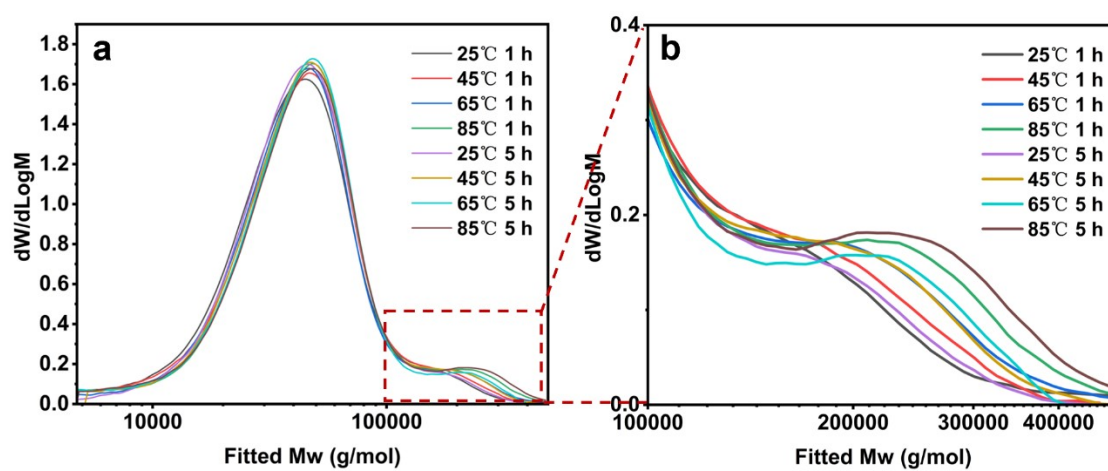 a
dW/dLogM
1.8
1.6
1.4
1.2
1.0
0.8
0.6
0.4
0.2
0.0
10000
100000
Fitted Mw (g/mol)
25℃ 1 h
45℃ 1 h
65℃ 1 h
85℃ 1 h
25℃ 5 h
45℃ 5 h
65℃ 5 h
85℃ 5 h
b
dW/dLogM
0.4
0.2
0.0
100000
200000
300000
400000
Fitted Mw (g/mol)
25℃ 1 h
45℃ 1 h
65℃ 1 h
85℃ 1 h
25℃ 5 h
45℃ 5 h
65℃ 5 h
85℃ 5 h